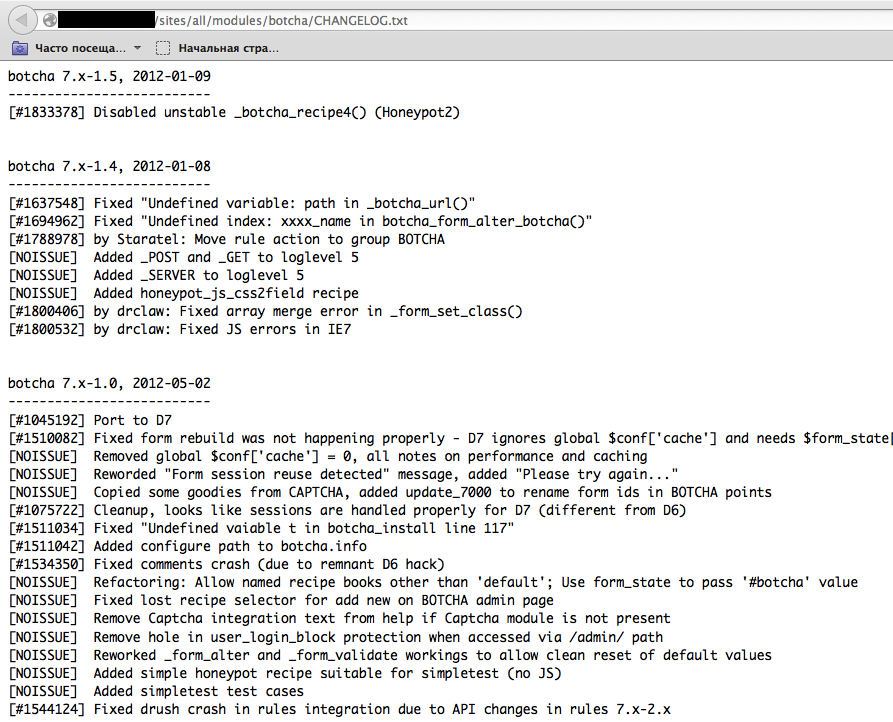 /sites/all/modules/botcha/CHANGELOG.txt
Часто посеща... Начальная стра...
botcha 7.x-1.5, 2012-01-09
--------------------------
[#1833378] Disabled unstable _botcha_recipe4() (Honeypot2)
botcha 7.x-1.4, 2012-01-08
--------------------------
[#1637548] Fixed "Undefined variable: path in _botcha_url()"
[#1694962] Fixed "Undefined index: xxxx_name in botcha_form_alter_botcha()"
[#1788978] by Staratel: Move rule action to group BOTCHA
[NOISSUE]  Added _POST and _GET to loglevel 5
[NOISSUE]  Added _SERVER to loglevel 5
[NOISSUE]  Added honeypot_js_css2field recipe
[#1800406] by drclaw: Fixed array merge error in _form_set_class()
[#1800532] by drclaw: Fixed JS errors in IE7
botcha 7.x-1.0, 2012-05-02
--------------------------
[#1045192] Port to D7
[#1510082] Fixed form rebuild was not happening properly - D7 ignores global $conf['cache'] and needs $form_state[
[NOISSUE]  Removed global $conf['cache'] = 0, all notes on performance and caching
[NOISSUE]  Reworded "Form session reuse detected" message, added "Please try again..."
[NOISSUE]  Copied some goodies from CAPTCHA, added update_7000 to rename form ids in BOTCHA points
[#1075722] Cleanup, looks like sessions are handled properly for D7 (different from D6)
[#1511034] Fixed "Undefined vaiable t in botcha_install line 117"
[#1511042] Added configure path to botcha.info
[#1534350] Fixed comments crash (due to remnant D6 hack)
[NOISSUE]  Refactoring: Allow named recipe books other than 'default'; Use form_state to pass '#botcha' value
[NOISSUE]  Fixed lost recipe selector for add new on BOTCHA admin page
[NOISSUE]  Remove Captcha integration text from help if Captcha module is not present
[NOISSUE]  Remove hole in user_login_block protection when accessed via /admin/ path
[NOISSUE]  Reworked _form_alter and _form_validate workings to allow clean reset of default values
[NOISSUE]  Added simple honeypot recipe suitable for simpletest (no JS)
[NOISSUE]  Added simpletest test cases
[#1544124] Fixed drush crash in rules integration due to API changes in rules 7.x-2.x